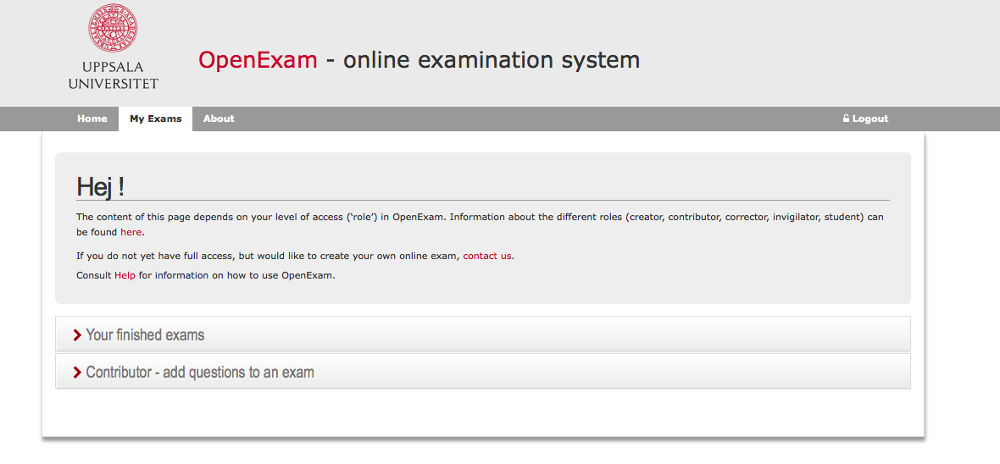 UPPSALA
UNIVERSITET
OpenExam - online examination system
Home My Exams About Logout
Hej !
The content of this page depends on your level of access (‘role’) in OpenExam. Information about the different roles (creator, contributor, corrector, invigilator, student) can
be found here.
If you do not yet have full access, but would like to create your own online exam, contact us.
Consult Help for information on how to use OpenExam.
Your finished exams
Contributor - add questions to an exam